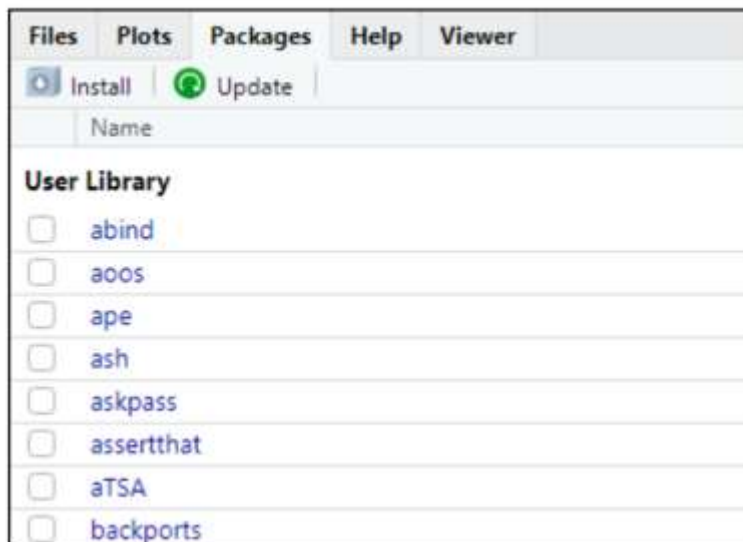 Files Plots Packages Help Viewer
Install Update
Name
User Library
abind
aoos
ape
ash
askpass
assertthat
aTSA
backports